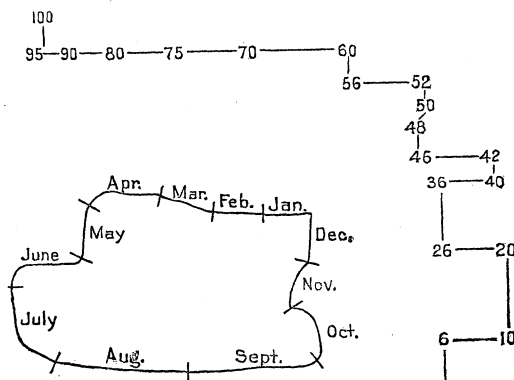 100
95 90 80 75 70 60
56 52
50
48
46 42
36 40
Apr. Mar. Feb. Jan.
May Dec.
26 20
June Nov.
July Oct.
6 10
Aug. Sept.